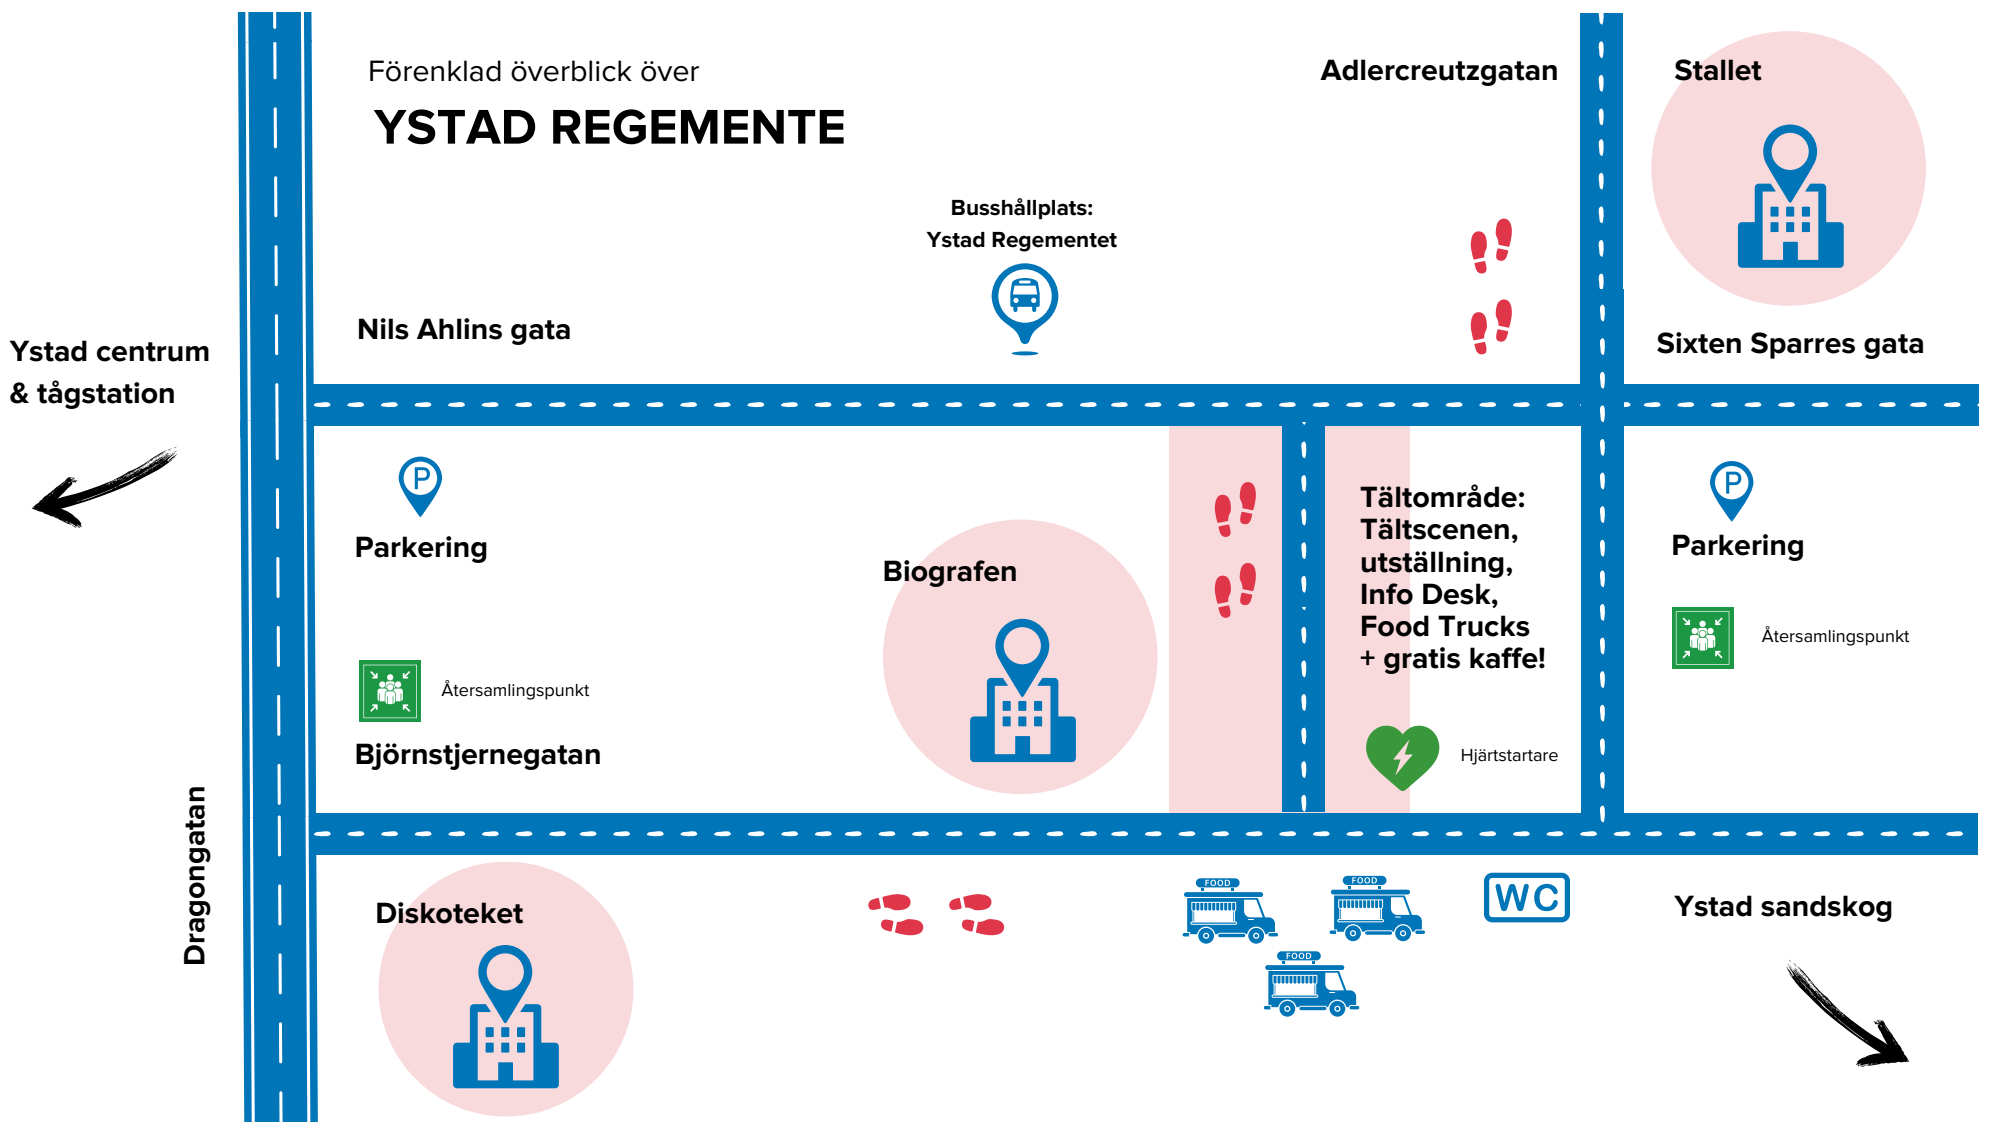 Förenklad överblick över
YSTAD REGEMENTE
Adlercreutzgatan
Stallet
Busshållplats:
Ystad Regementet
Nils Ahlins gata
Sixten Sparres gata
Ystad centrum
& tågstation
P
Parkering
Biografen
Tältområde:
Tältscenen,
utställning,
Info Desk,
Food Trucks
+ gratis kaffe!
P
Parkering
Återsamlingspunkt
Återsamlingspunkt
Björnstjernegatan
Hjärtstartare
Dragongatan
Diskoteket
FOOD
FOOD
FOOD
WC
Ystad sandskog